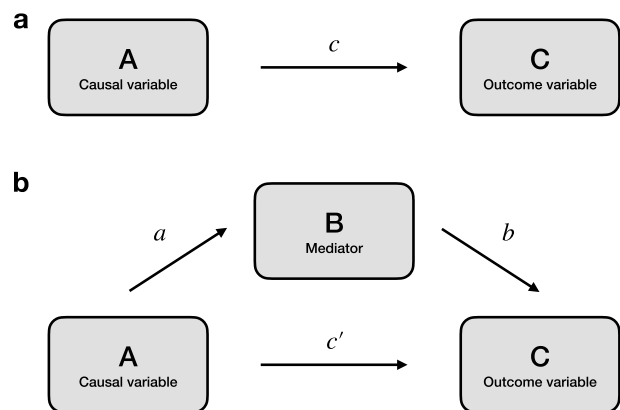 a
A
Causal variable
c
C
Outcome variable
b
B
Mediator
a
b
A
Causal variable
c′
C
Outcome variable